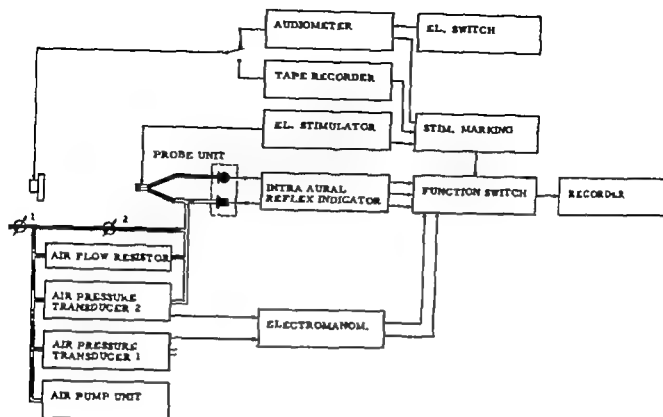 AUDIOMETER
EL. SWITCH
TAPE RECORDER
EL. STIMULATOR
STIM. MARKING
PROBE UNIT
INTRA AURAL
REFLEX INDICATOR
FUNCTION SWITCH
RECORDER
1
2
AIR FLOW RESISTOR
AIR PRESSURE
TRANSDUCER 2
ELECTROMANOM.
AIR PRESSURE
TRANSDUCER 1
AIR PUMP UNIT